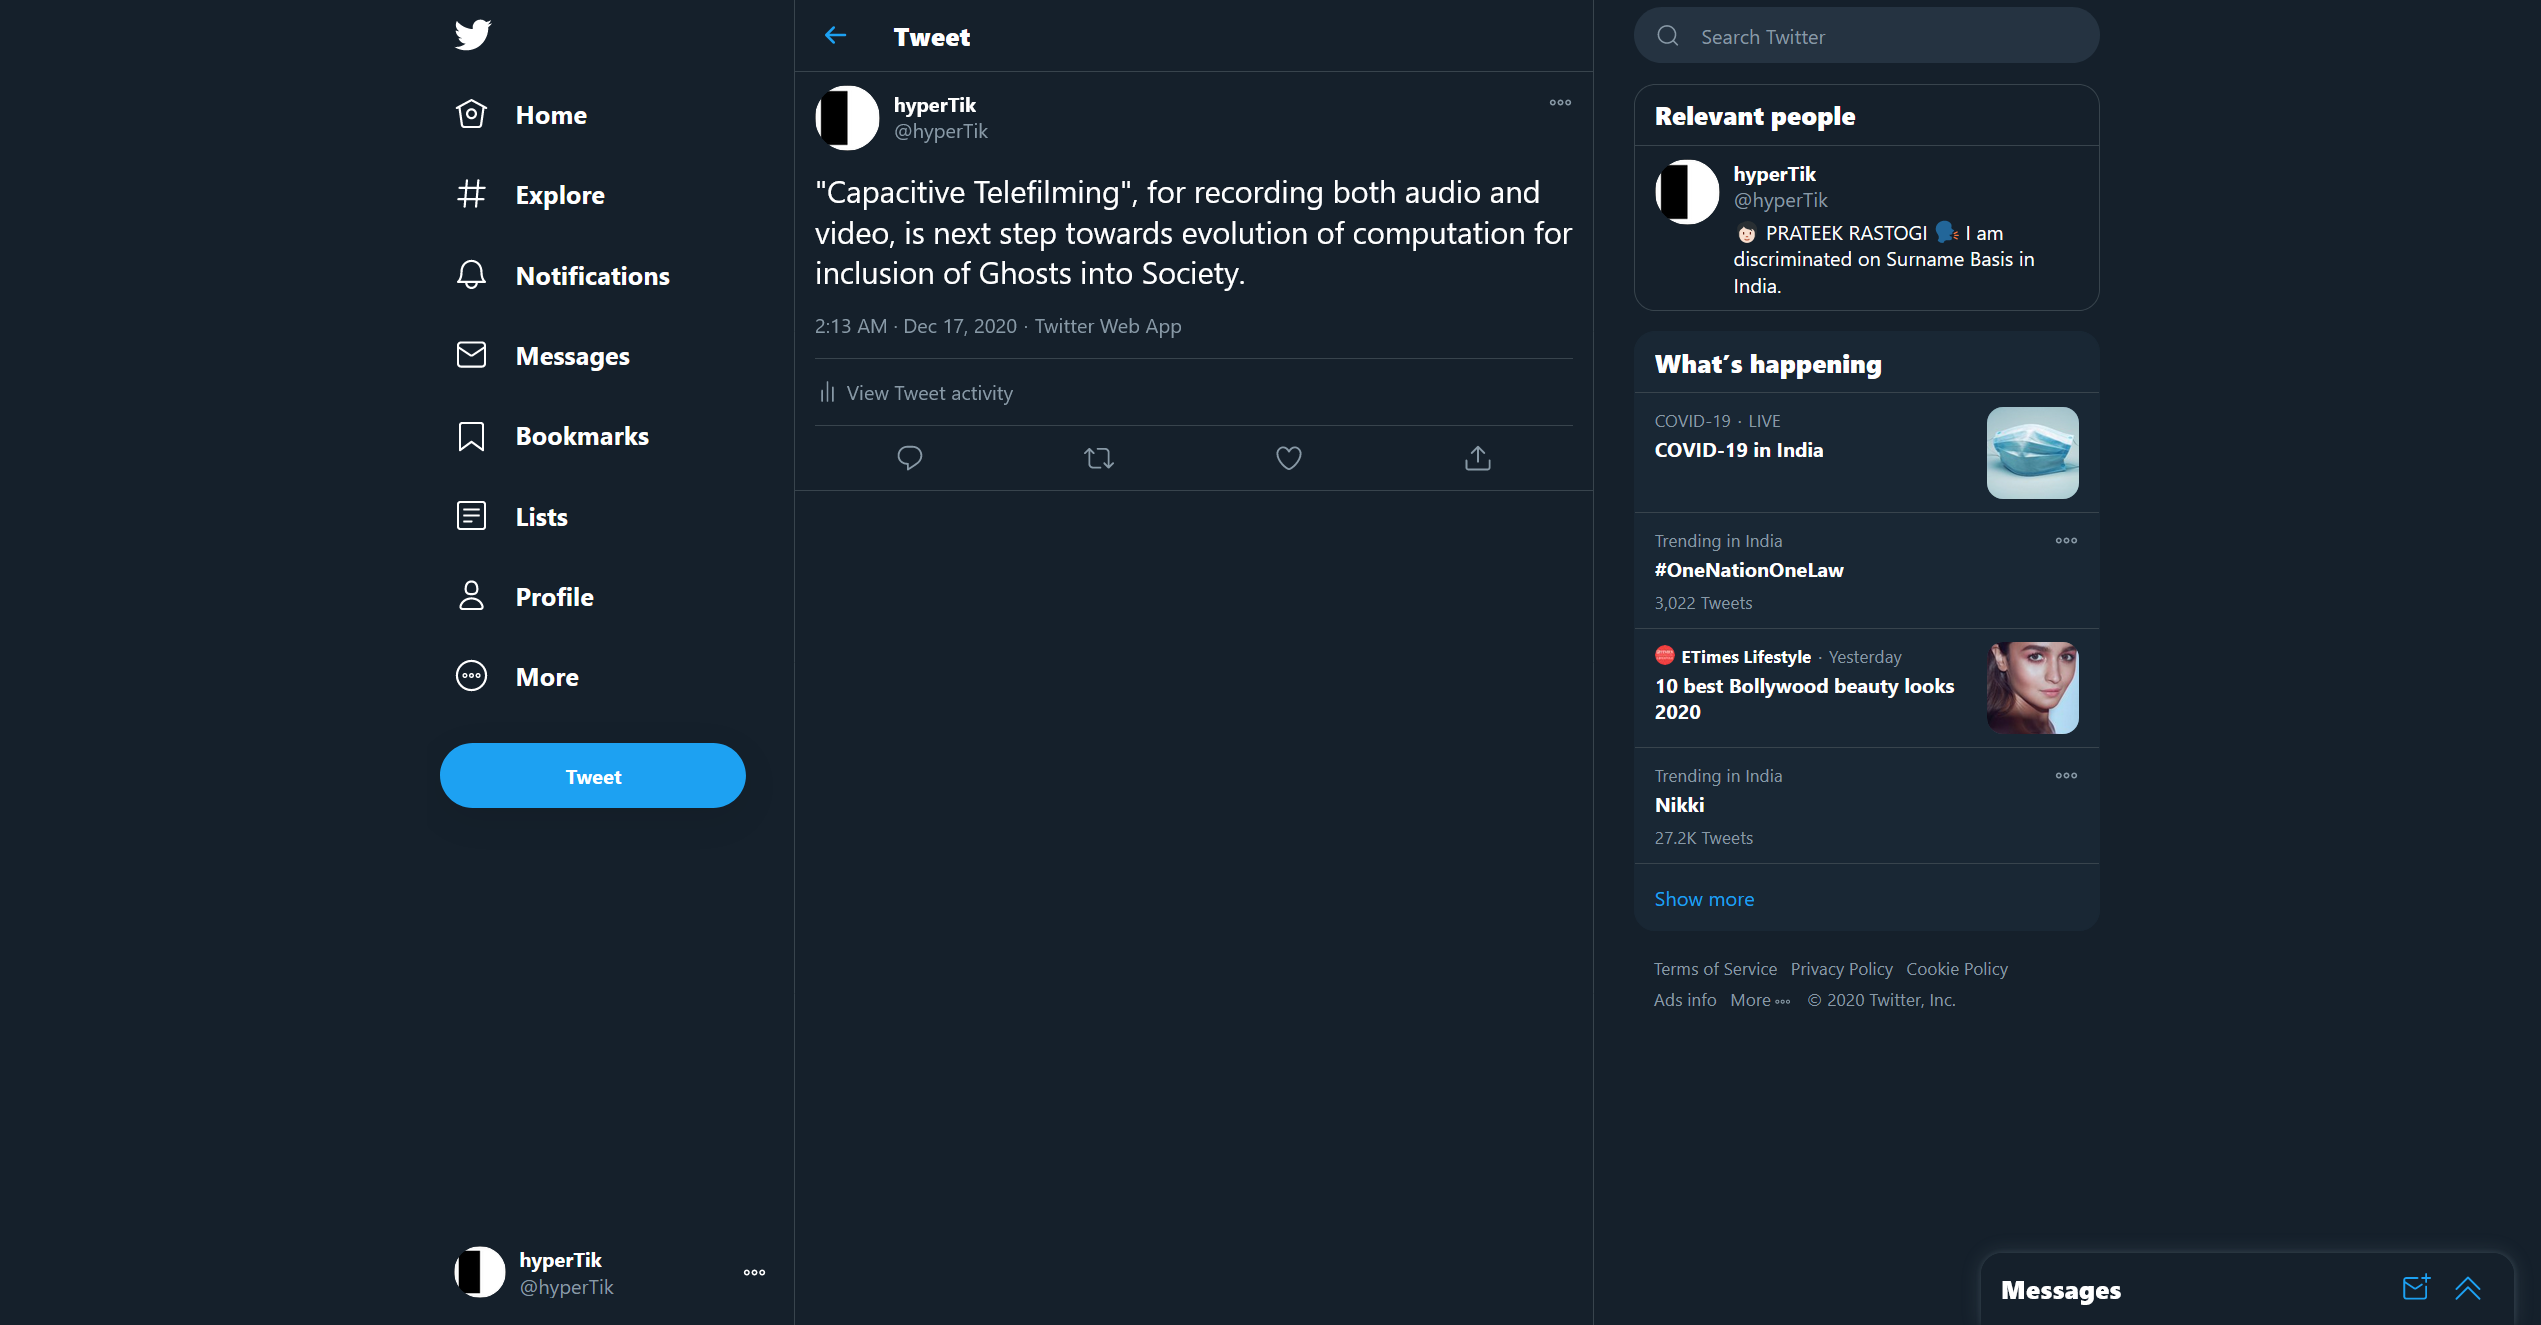 Home
Explore
Notifications
Messages
Bookmarks
Lists
Profile
More
Tweet
hyperTik
@hyperTik
Tweet
hyperTik
@hyperTik
"Capacitive Telefilming", for recording both audio and
video, is next step towards evolution of computation for
inclusion of Ghosts into Society.
2:13 AM · Dec 17, 2020 · Twitter Web App
View Tweet activity
Search Twitter
Relevant people
hyperTik
@hyperTik
PRATEEK RASTOGI I am
discriminated on Surname Basis in
India.
What's happening
COVID-19 · LIVE
COVID-19 in India
Trending in India
#OneNationOneLaw
3,022 Tweets
ETimes Lifestyle · Yesterday
10 best Bollywood beauty looks
2020
Trending in India
Nikki
27.2K Tweets
Show more
Terms of Service Privacy Policy Cookie Policy
Ads info More © 2020 Twitter, Inc.
Messages